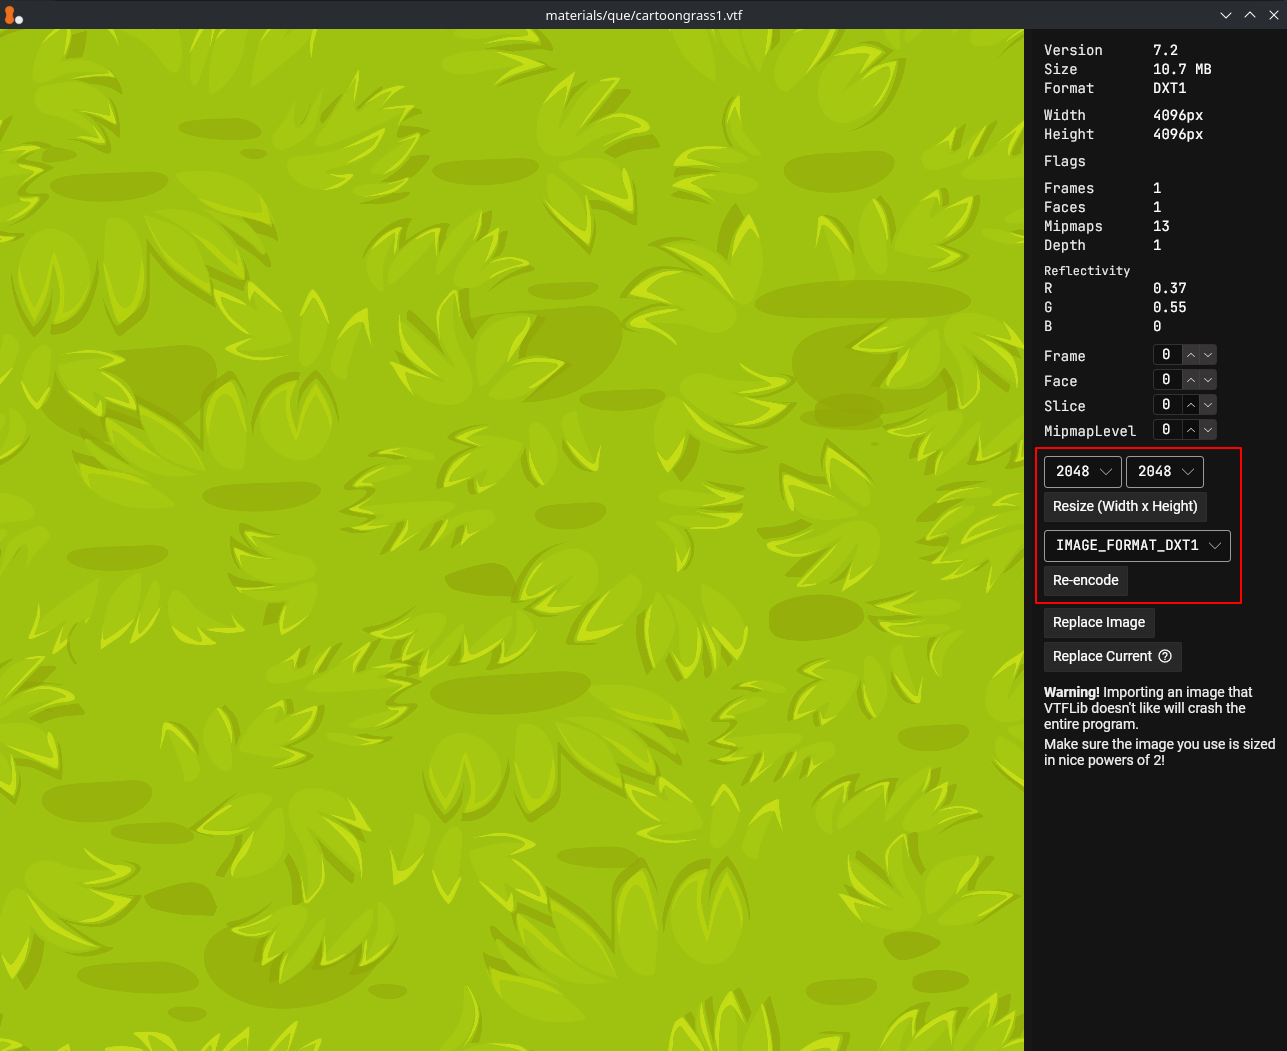 materials/que/cartoongrass1.vtf
Version 7.2
Size 10.7 MB
Format DXT1
Width 4096px
Height 4096px
Flags
Frames 1
Faces 1
Mipmaps 13
Depth 1
Reflectivity
R 0.37
G 0.55
B 0
Frame 0
Face 0
Slice 0
MipmapLevel 0
2048 2048
Resize (Width x Height)
IMAGE_FORMAT_DXT1
Re-encode
Replace Image
Replace Current ?
Warning! Importing an image that
VTFLib doesn't like will crash the
entire program.
Make sure the image you use is sized
in nice powers of 2!